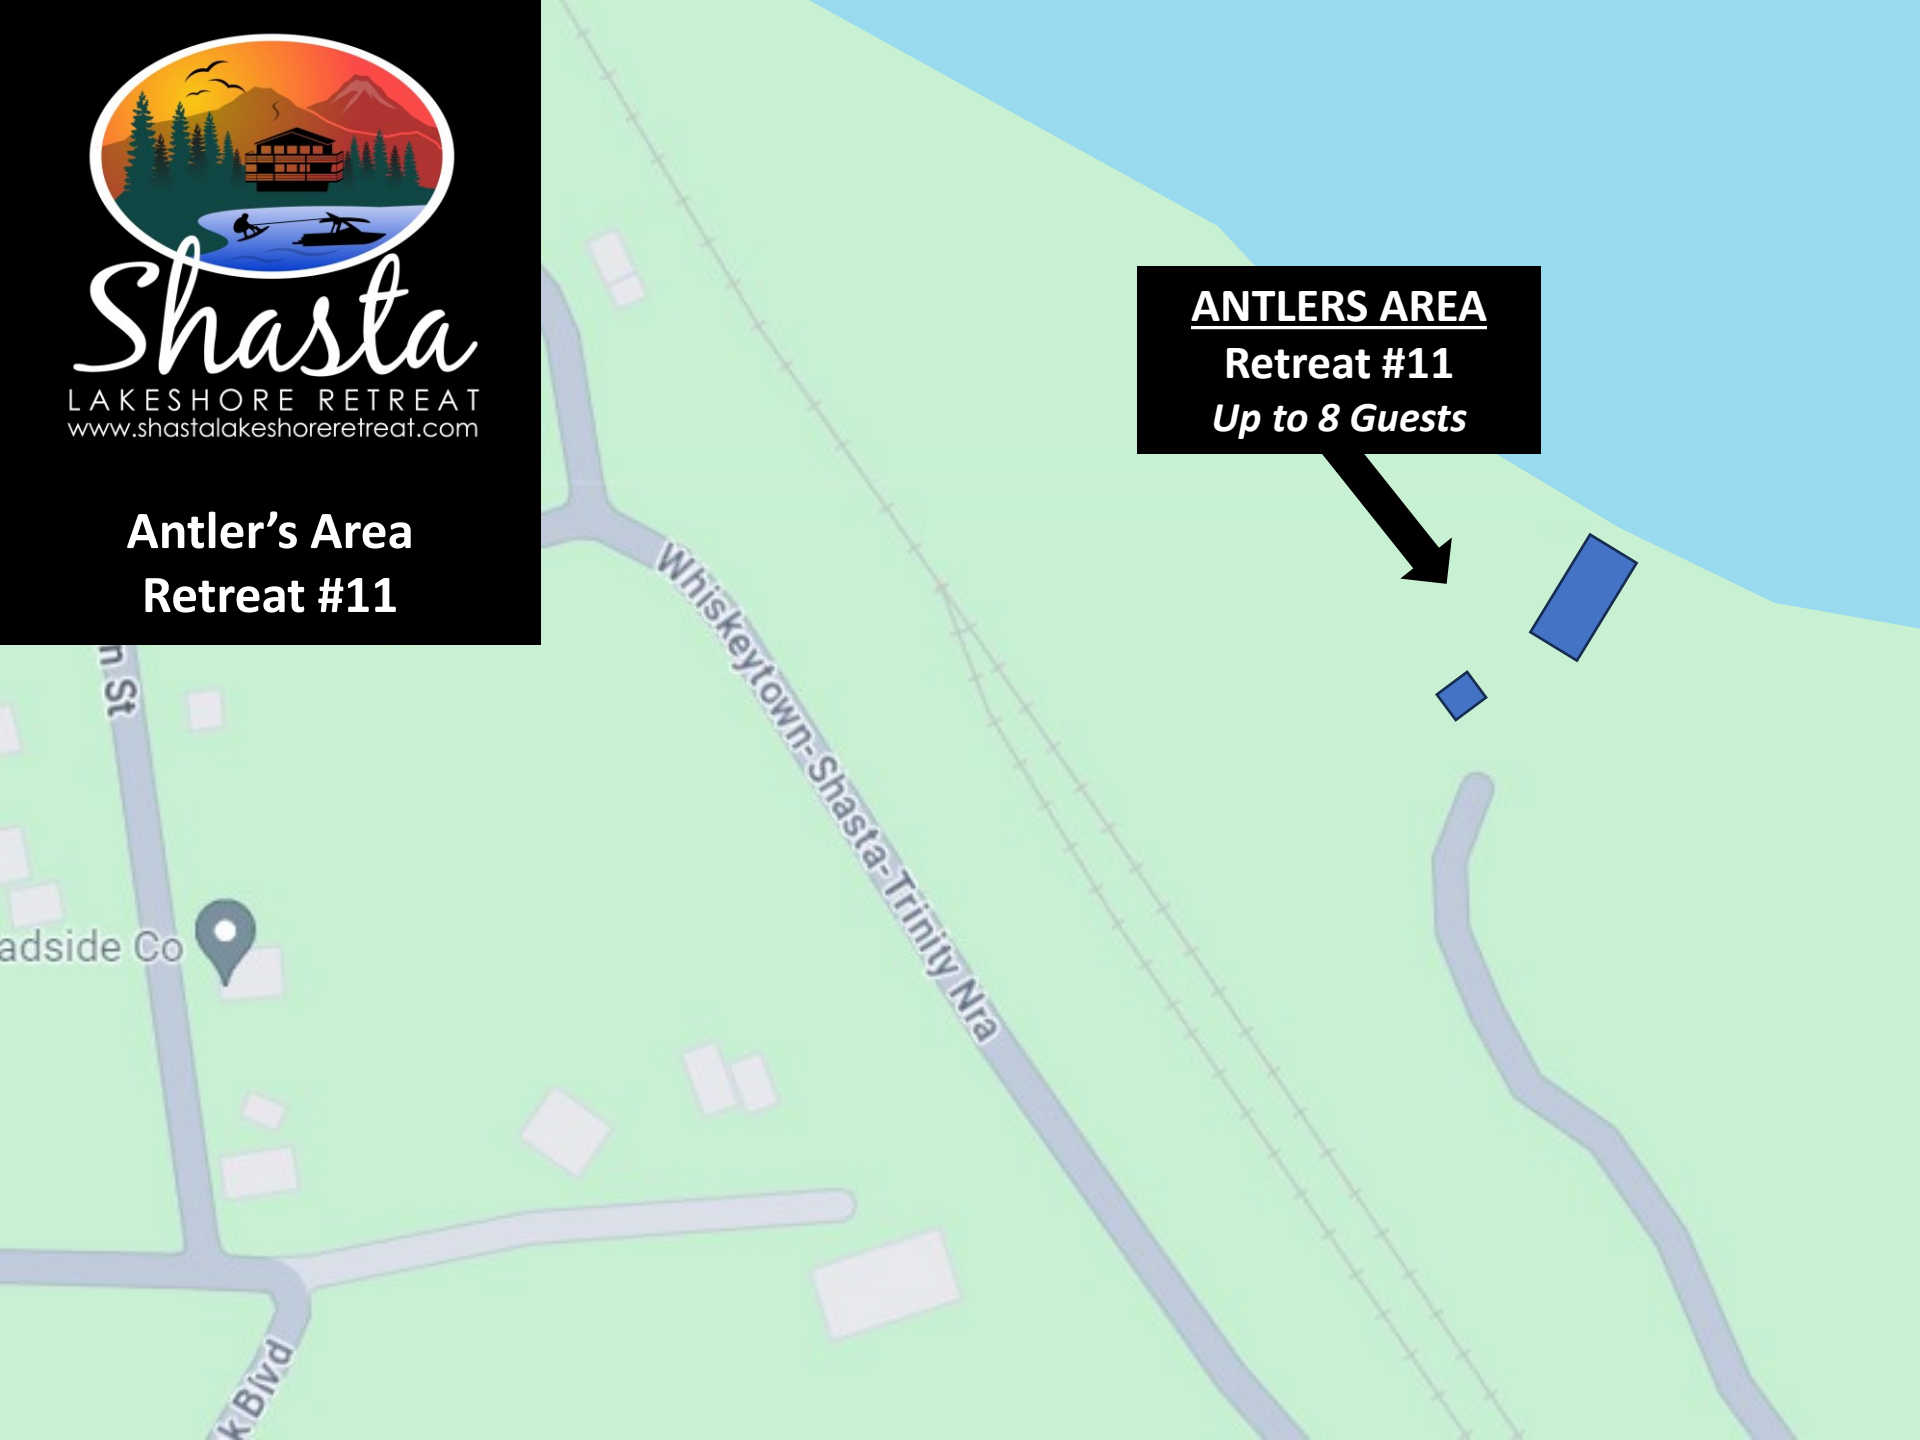 Shasta
LAKESHORE RETREAT
www.shastalakeshoreretreat.com
Antler’s Area
Retreat #11
ANTLERS AREA
Retreat #11
Up to 8 Guests
Whiskeytown-Shasta-Trinity Nra
n St
adside Co
k Blvd